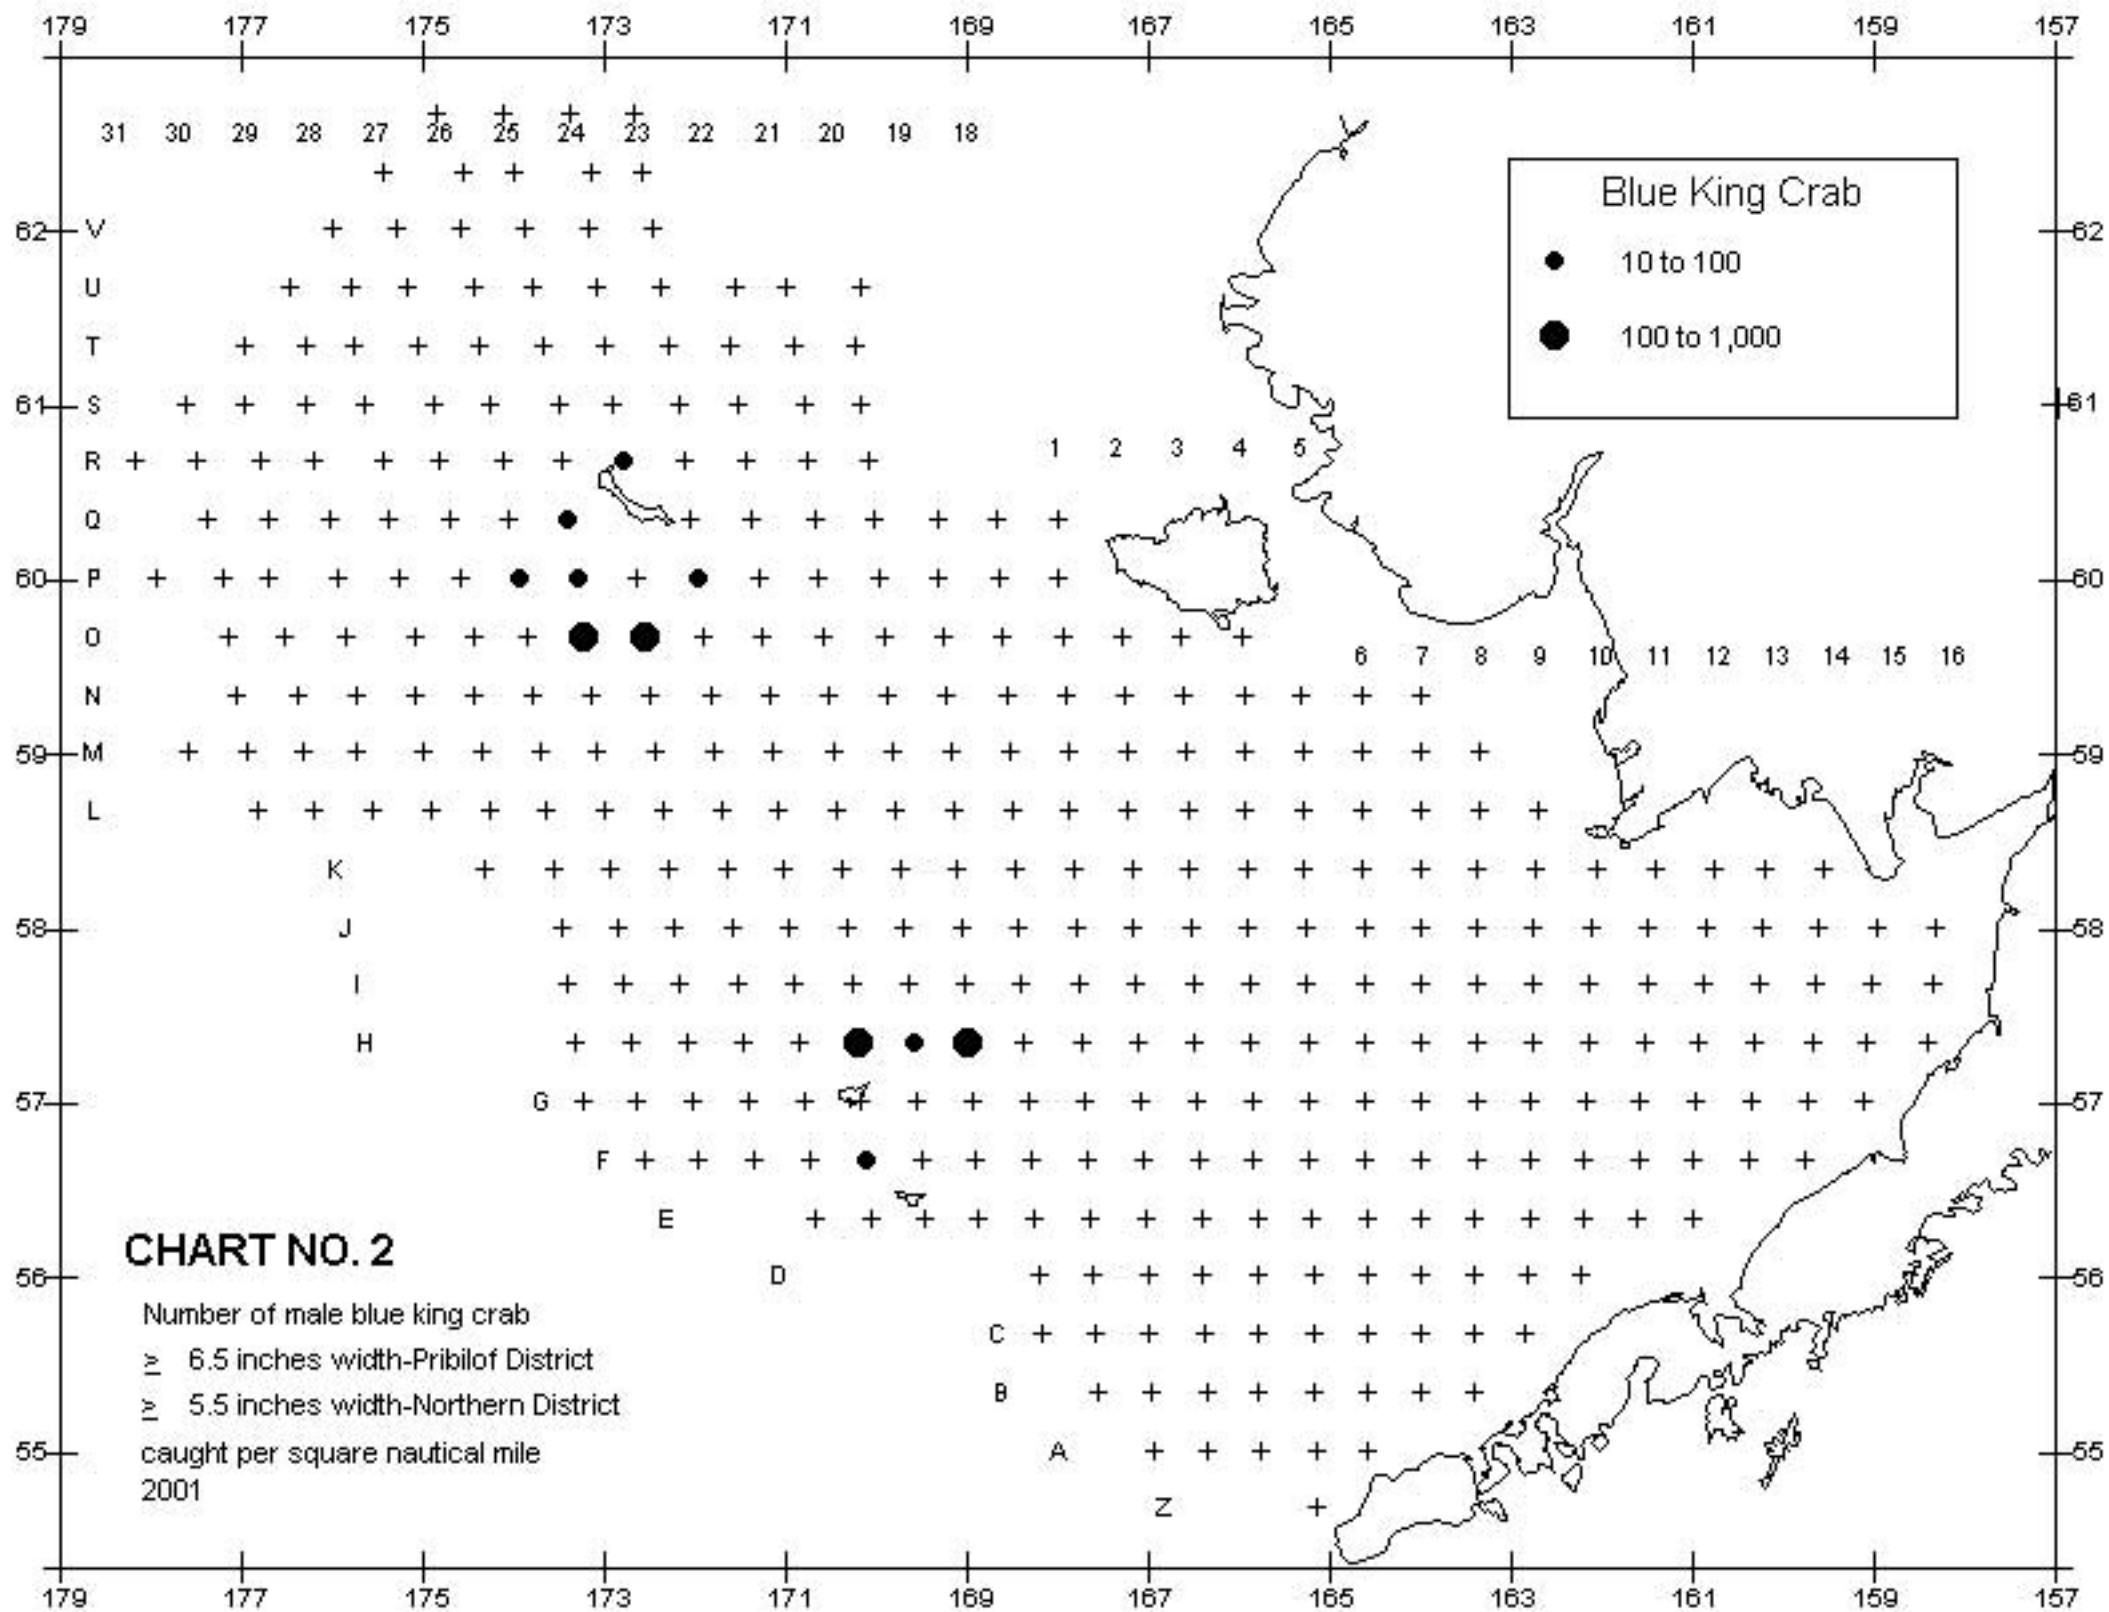 179 177 175 173 171 169 167 165 163 161 159 157
31 30 29 28 27 26 25 24 23 22 21 20 19 18
Blue King Crab
62 V 62
10 to 100
U
100 to 1,000
T
61 S 61
R 1 2 3 4 5
Q
60 P 60
O
6 7 8 9 10 11 12 13 14 15 16
N
59 M 59
L
K
58 J 58
I
H
57 G 57
F
E
CHART NO. 2
56 D 56
Number of male blue king crab
C
≥ 6.5 inches width-Pribilof District
B
≥ 5.5 inches width-Northern District
55 A 55
caught per square nautical mile
2001
Z
179 177 175 173 171 169 167 165 163 161 159 157